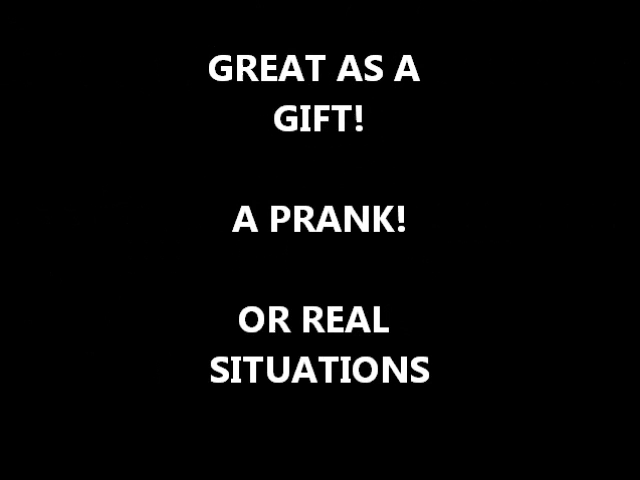 GREAT AS A
GIFT!
A PRANK!
OR REAL
SITUATIONS